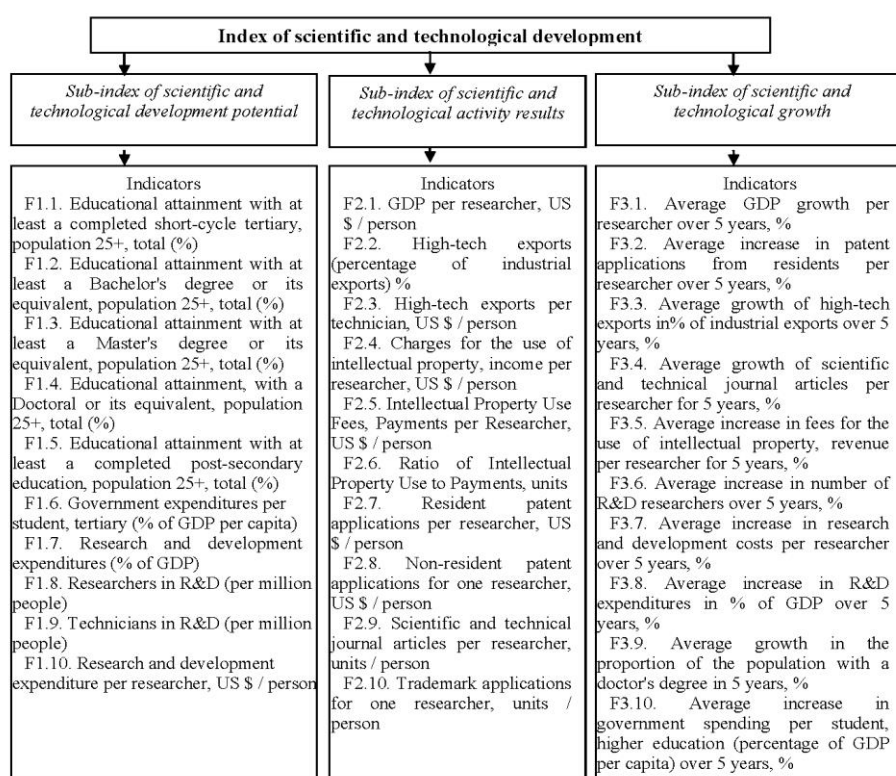 Index of scientific and technological development
Sub-index of scientific and
technological development potential
Sub-index of scientific and
technological activity results
Sub-index of scientific and
technological growth
Indicators
F1.1. Educational attainment with at
least a completed short-cycle tertiary,
population 25+, total (%)
F1.2. Educational attainment with at
least a Bachelor's degree or its
equivalent, population 25+, total (%)
F1.3. Educational attainment with at
least a Master's degree or its
equivalent, population 25+, total (%)
F1.4. Educational attainment, with a
Doctoral or its equivalent, population
25+, total (%)
F1.5. Educational attainment with at
least a completed post-secondary
education, population 25+, total (%)
F1.6. Government expenditures per
student, tertiary (% of GDP per capita)
F1.7. Research and development
expenditures (% of GDP)
F1.8. Researchers in R&D (per million
people)
F1.9. Technicians in R&D (per million
people)
F1.10. Research and development
expenditure per researcher, US $ / person
Indicators
F2.1. GDP per researcher, US
$ / person
F2.2. High-tech exports
(percentage of industrial
exports) %
F2.3. High-tech exports per
technician, US $ / person
F2.4. Charges for the use of
intellectual property, income per
researcher, US $ / person
F2.5. Intellectual Property Use
Fees, Payments per Researcher,
US $ / person
F2.6. Ratio of Intellectual
Property Use to Payments, units
F2.7. Resident patent
applications per researcher, US
$ / person
F2.8. Non-resident patent
applications for one researcher,
US $ / person
F2.9. Scientific and technical
journal articles per researcher,
units / person
F2.10. Trademark applications
for one researcher, units /
person
Indicators
F3.1. Average GDP growth per
researcher over 5 years, %
F3.2. Average increase in patent
applications from residents per
researcher over 5 years, %
F3.3. Average growth of high-tech
exports in% of industrial exports over 5
years, %
F3.4. Average growth of scientific
and technical journal articles per
researcher for 5 years, %
F3.5. Average increase in fees for the
use of intellectual property, revenue
per researcher for 5 years, %
F3.6. Average increase in number of
R&D researchers over 5 years, %
F3.7. Average increase in research
and development costs per researcher
over 5 years, %
F3.8. Average increase in R&D
expenditures in % of GDP over 5
years, %
F3.9. Average growth in the
proportion of the population with a
doctor's degree in 5 years, %
F3.10. Average increase in
government spending per student,
higher education (percentage of GDP
per capita) over 5 years, %